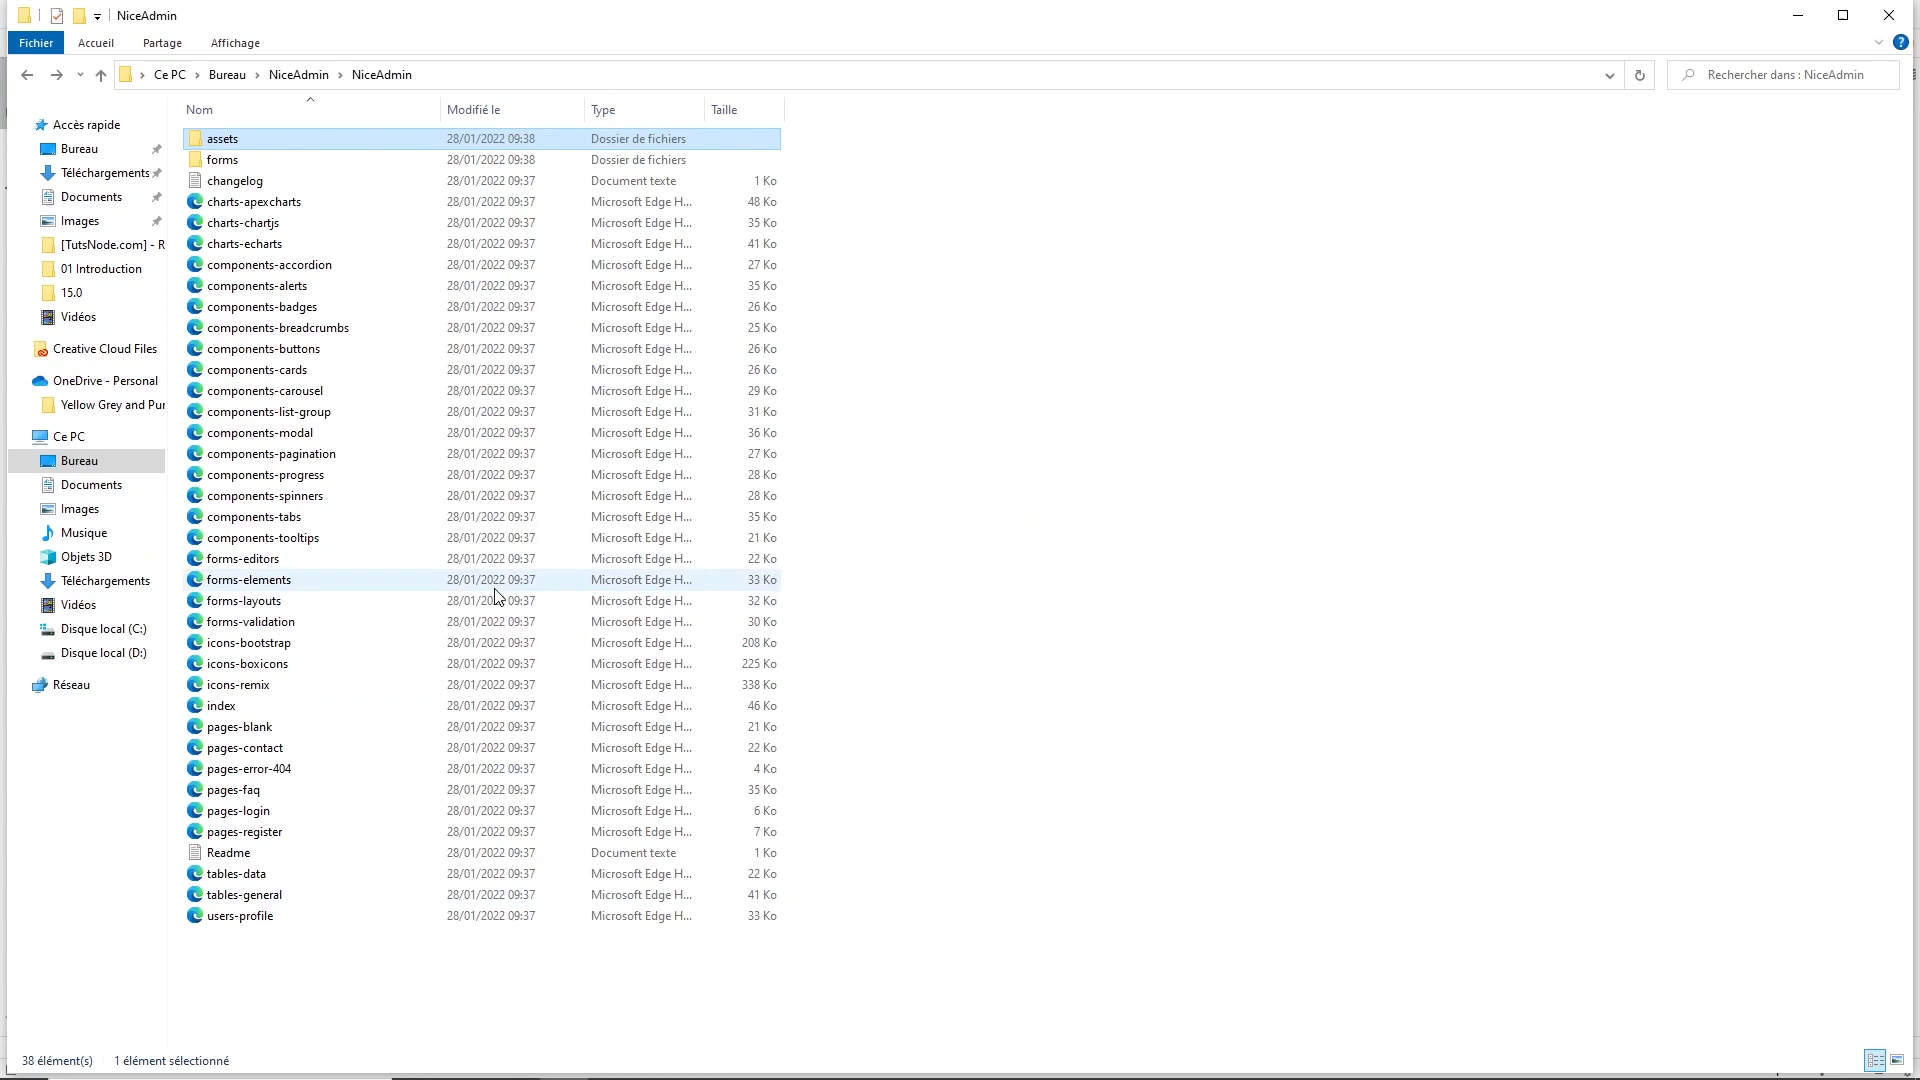 NiceAdmin
Fichier Accueil Partage Affichage
Ce PC Bureau NiceAdmin NiceAdmin
Rechercher dans : NiceAdmin
Accès rapide
Bureau
Téléchargements
Documents
Images
[TutsNode.com] - R
01 Introduction
15.0
Vidéos
Creative Cloud Files
OneDrive - Personal
Yellow Grey and Pur
Ce PC
Bureau
Documents
Images
Musique
Objets 3D
Téléchargements
Vidéos
Disque local (C:)
Disque local (D:)
Réseau
Nom Modifié le Type Taille
assets 28/01/2022 09:38 Dossier de fichiers
forms 28/01/2022 09:38 Dossier de fichiers
changelog 28/01/2022 09:37 Document texte 1 Ko
charts-apexcharts 28/01/2022 09:37 Microsoft Edge H... 48 Ko
charts-chartjs 28/01/2022 09:37 Microsoft Edge H... 35 Ko
charts-echarts 28/01/2022 09:37 Microsoft Edge H... 41 Ko
components-accordion 28/01/2022 09:37 Microsoft Edge H... 27 Ko
components-alerts 28/01/2022 09:37 Microsoft Edge H... 35 Ko
components-badges 28/01/2022 09:37 Microsoft Edge H... 26 Ko
components-breadcrumbs 28/01/2022 09:37 Microsoft Edge H... 25 Ko
components-buttons 28/01/2022 09:37 Microsoft Edge H... 26 Ko
components-cards 28/01/2022 09:37 Microsoft Edge H... 26 Ko
components-carousel 28/01/2022 09:37 Microsoft Edge H... 29 Ko
components-list-group 28/01/2022 09:37 Microsoft Edge H... 31 Ko
components-modal 28/01/2022 09:37 Microsoft Edge H... 36 Ko
components-pagination 28/01/2022 09:37 Microsoft Edge H... 27 Ko
components-progress 28/01/2022 09:37 Microsoft Edge H... 28 Ko
components-spinners 28/01/2022 09:37 Microsoft Edge H... 28 Ko
components-tabs 28/01/2022 09:37 Microsoft Edge H... 35 Ko
components-tooltips 28/01/2022 09:37 Microsoft Edge H... 21 Ko
forms-editors 28/01/2022 09:37 Microsoft Edge H... 22 Ko
forms-elements 28/01/2022 09:37 Microsoft Edge H... 33 Ko
forms-layouts 28/01/2022 09:37 Microsoft Edge H... 32 Ko
forms-validation 28/01/2022 09:37 Microsoft Edge H... 30 Ko
icons-bootstrap 28/01/2022 09:37 Microsoft Edge H... 208 Ko
icons-boxicons 28/01/2022 09:37 Microsoft Edge H... 225 Ko
icons-remix 28/01/2022 09:37 Microsoft Edge H... 338 Ko
index 28/01/2022 09:37 Microsoft Edge H... 46 Ko
pages-blank 28/01/2022 09:37 Microsoft Edge H... 21 Ko
pages-contact 28/01/2022 09:37 Microsoft Edge H... 22 Ko
pages-error-404 28/01/2022 09:37 Microsoft Edge H... 4 Ko
pages-faq 28/01/2022 09:37 Microsoft Edge H... 35 Ko
pages-login 28/01/2022 09:37 Microsoft Edge H... 6 Ko
pages-register 28/01/2022 09:37 Microsoft Edge H... 7 Ko
Readme 28/01/2022 09:37 Document texte 1 Ko
tables-data 28/01/2022 09:37 Microsoft Edge H... 22 Ko
tables-general 28/01/2022 09:37 Microsoft Edge H... 41 Ko
users-profile 28/01/2022 09:37 Microsoft Edge H... 33 Ko
38 élément(s) 1 élément sélectionné